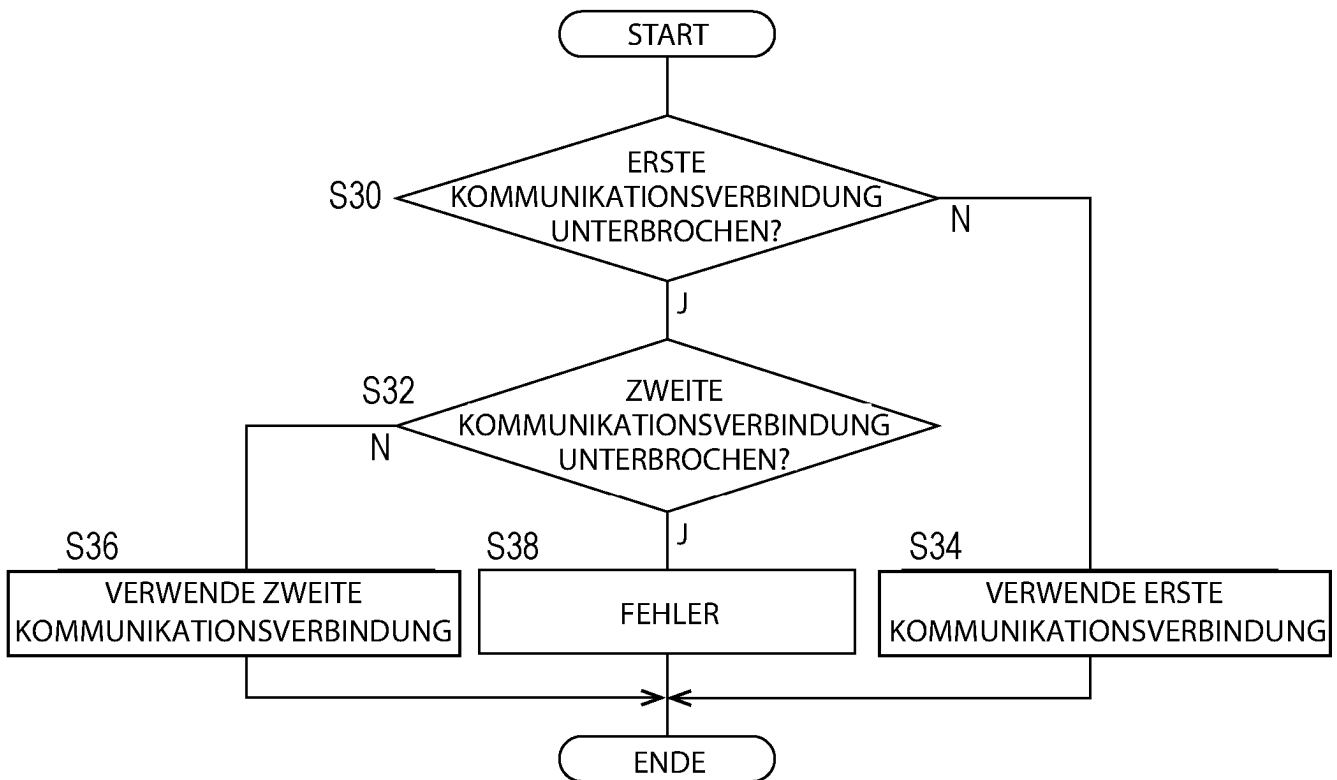 START
S30
ERSTE
KOMMUNIKATIONSVERBINDUNG
UNTERBROCHEN?
N
J
S32
ZWEITE
KOMMUNIKATIONSVERBINDUNG
UNTERBROCHEN?
N
J
S36
VERWENDE ZWEITE
KOMMUNIKATIONSVERBINDUNG
S38
FEHLER
S34
VERWENDE ERSTE
KOMMUNIKATIONSVERBINDUNG
ENDE